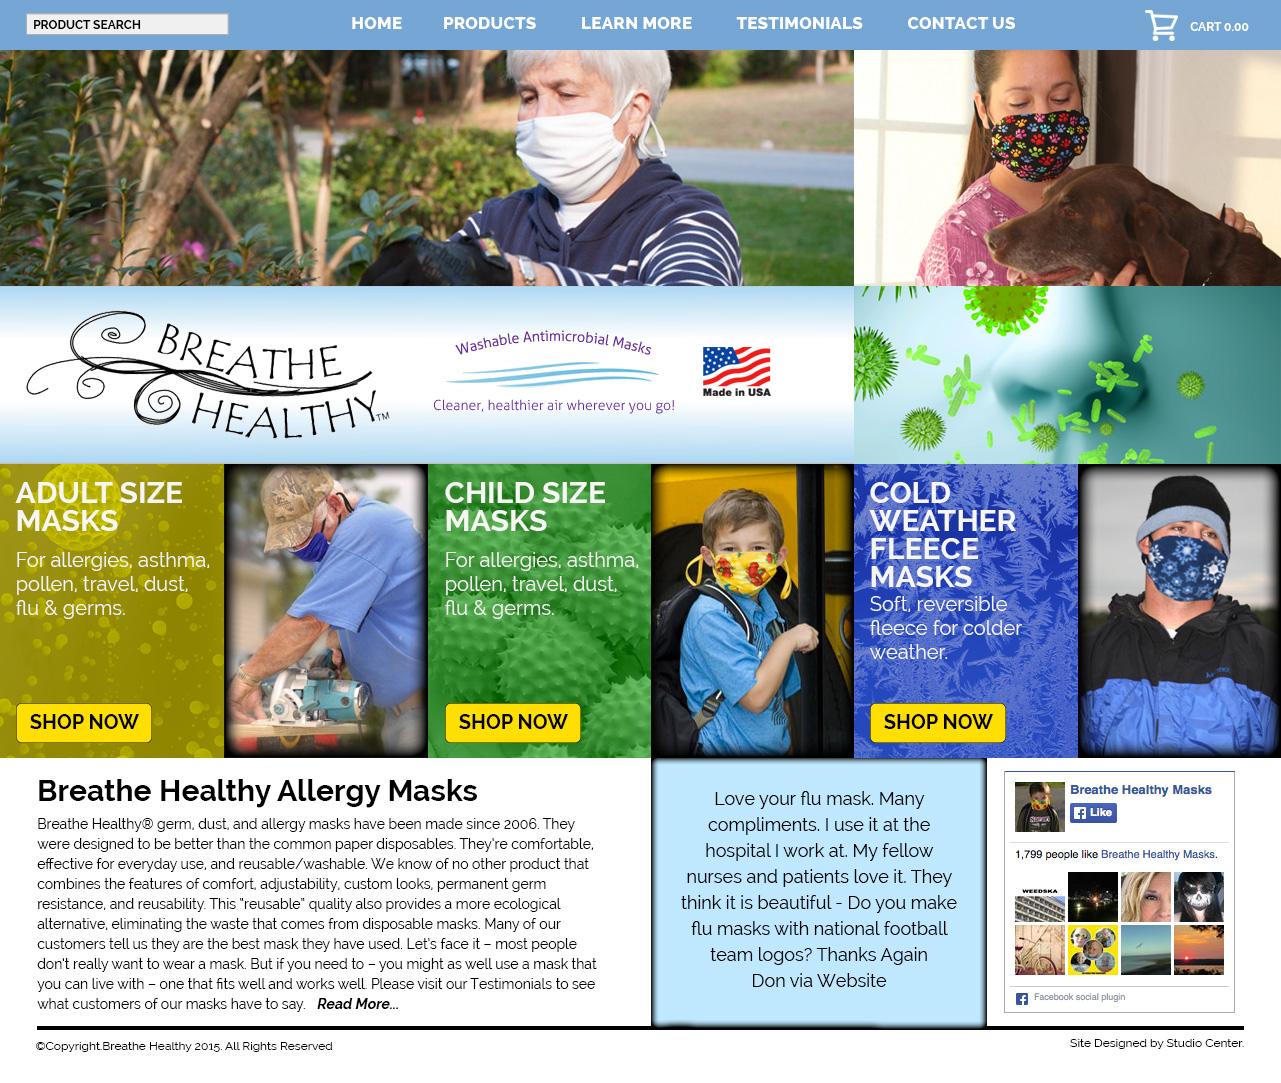 PRODUCT SEARCH
HOME
PRODUCTS
LEARN MORE
TESTIMONIALS
CONTACT US
CART 0.00
BREATHE
HEALTHY™
Washable Antimicrobial Masks
Cleaner, healthier air wherever you go!
Made in USA
ADULT SIZE
MASKS
For allergies, asthma,
pollen, travel, dust,
flu & germs.
SHOP NOW
CHILD SIZE
MASKS
For allergies, asthma,
pollen, travel, dust,
flu & germs.
SHOP NOW
COLD
WEATHER
FLEECE
MASKS
Soft, reversible
fleece for colder
weather.
SHOP NOW
Breathe Healthy Allergy Masks
Breathe Healthy® germ, dust, and allergy masks have been made since 2006. They
were designed to be better than the common paper disposables. They're comfortable,
effective for everyday use, and reusable/washable. We know of no other product that
combines the features of comfort, adjustability, custom looks, permanent germ
resistance, and reusability. This "reusable" quality also provides a more ecological
alternative, eliminating the waste that comes from disposable masks. Many of our
customers tell us they are the best mask they have used. Let's face it – most people
don't really want to wear a mask. But if you need to – you might as well use a mask that
you can live with – one that fits well and works well. Please visit our Testimonials to see
what customers of our masks have to say. Read More...
Love your flu mask. Many
compliments. I use it at the
hospital I work at. My fellow
nurses and patients love it. They
think it is beautiful - Do you make
flu masks with national football
team logos? Thanks Again
Don via Website
Breathe Healthy Masks
Like
1,799 people like Breathe Healthy Masks.
WEEDSKA
Facebook social plugin
©Copyright.Breathe Healthy 2015. All Rights Reserved
Site Designed by Studio Center.